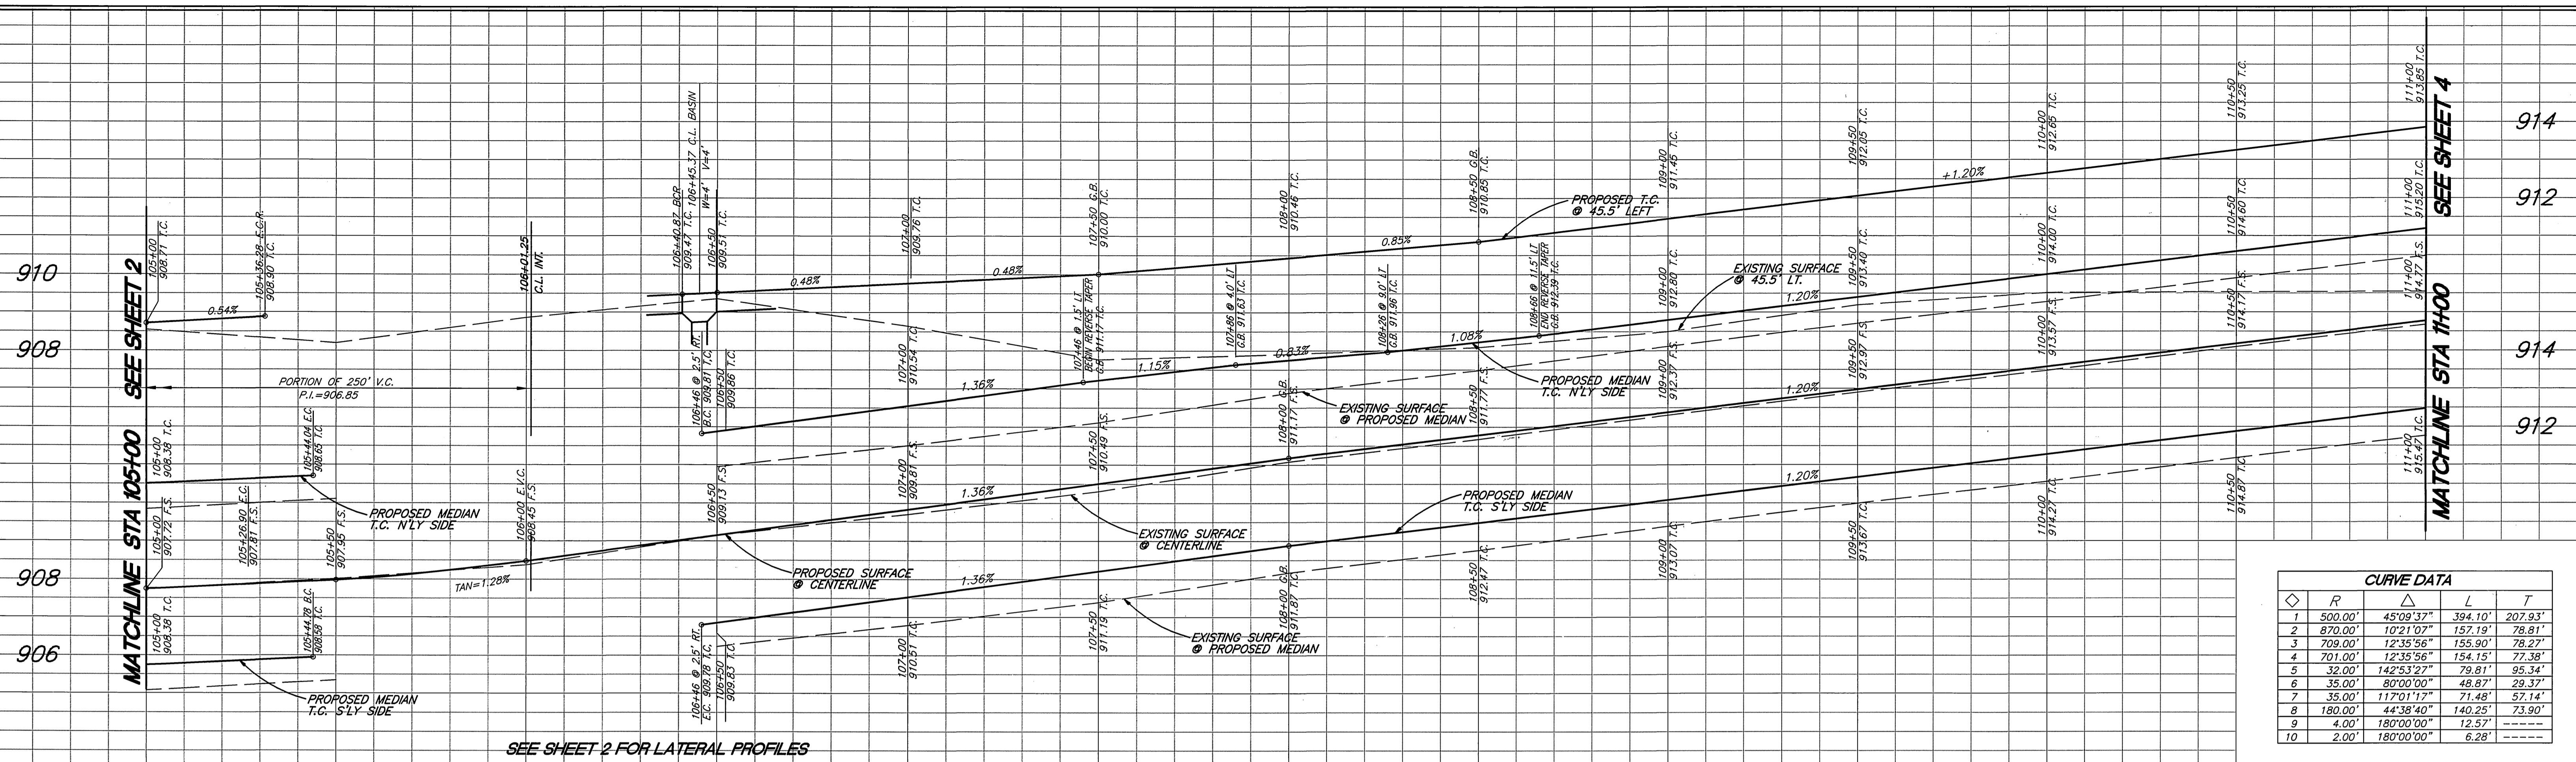 910
908
908
906
MATCHLINE STA 105+00 SEE SHEET 2
105+00
908.71 T.C.
0.54%
105+36.28 E.C.R.
908.90 T.C.
PORTION OF 250' V.C.
P.I.=906.85
106+01.25
C.L. INT.
105+00
908.38 T.C.
105+44.04 E.C.
908.65 T.C.
PROPOSED MEDIAN
T.C. N'LY SIDE
105+00
907.72 F.S.
105+26.90 E.C.
907.81 F.S.
105+50
907.95 F.S.
106+00 E.V.C.
908.45 F.S.
TAN=1.28%
105+00
908.38 T.C.
105+44.78 B.C.
908.58 T.C.
PROPOSED MEDIAN
T.C. S'LY SIDE
106+40.87 BCR
909.47 T.C.
106+45.37 C.L. BASIN
W=4' V=4'
106+50
909.51 T.C.
0.48%
107+00
909.76 T.C.
0.48%
107+50 G.B.
910.00 T.C.
108+00
910.46 T.C.
0.85%
108+50 G.B.
910.85 T.C.
PROPOSED T.C.
@ 45.5' LEFT
109+00
911.45 T.C.
109+50
912.05 T.C.
+1.20%
110+00
912.65 T.C.
110+50
913.25 T.C.
111+00
913.85 T.C.
106+46 @ 2.5' RT.
B.C. 909.81 T.C.
106+50
909.86 T.C.
107+00
910.54 T.C.
1.36%
107+46 @ 1.5' LT
BEGIN REVERSE TAPER
G.B. 911.17 T.C.
1.15%
107+86 @ 4.0' LT
G.B. 911.63 T.C.
0.83%
108+26 @ 9.0' LT
G.B. 911.96 T.C.
1.08%
108+66 @ 11.5' LT
END REVERSE TAPER
G.B. 912.39 T.C.
PROPOSED MEDIAN
T.C. N'LY SIDE
109+00
912.80 T.C.
EXISTING SURFACE
@ 45.5' LT.
1.20%
109+50
913.40 T.C.
110+00
914.00 T.C.
110+50
914.60 T.C.
111+00
915.20 T.C.
EXISTING SURFACE
@ PROPOSED MEDIAN
106+50
909.13 F.S.
PROPOSED SURFACE
@ CENTERLINE
107+00
909.81 F.S.
1.36%
107+50
910.49 F.S.
EXISTING SURFACE
@ CENTERLINE
108+00 G.B.
911.17 F.S.
108+50
911.77 F.S.
109+00
912.37 F.S.
1.20%
109+50
912.97 F.S.
110+00
913.57 F.S.
110+50
914.17 F.S.
111+00
914.77 F.S.
106+46 @ 2.5' RT.
E.C. 909.78 T.C.
106+50
909.83 T.C.
1.36%
107+00
910.51 T.C.
107+50
911.19 T.C.
EXISTING SURFACE
@ PROPOSED MEDIAN
108+00 G.B.
911.87 T.C.
PROPOSED MEDIAN
T.C. S'LY SIDE
108+50
912.47 T.C.
109+00
913.07 T.C.
1.20%
109+50
913.67 T.C.
110+00
914.27 T.C.
110+50
914.87 T.C.
111+00
915.47 T.C.
MATCHLINE STA 111+00 SEE SHEET 4
914
912
914
912
SEE SHEET 2 FOR LATERAL PROFILES
CURVE DATA
◇ R △ L T
1 500.00' 45°09'37" 394.10' 207.93'
2 870.00' 10°21'07" 157.19' 78.81'
3 709.00' 12°35'56" 155.90' 78.27'
4 701.00' 12°35'56" 154.15' 77.38'
5 32.00' 142°53'27" 79.81' 95.34'
6 35.00' 80°00'00" 48.87' 29.37'
7 35.00' 117°01'17" 71.48' 57.14'
8 180.00' 44°38'40" 140.25' 73.90'
9 4.00' 180°00'00" 12.57' -----
10 2.00' 180°00'00" 6.28' -----